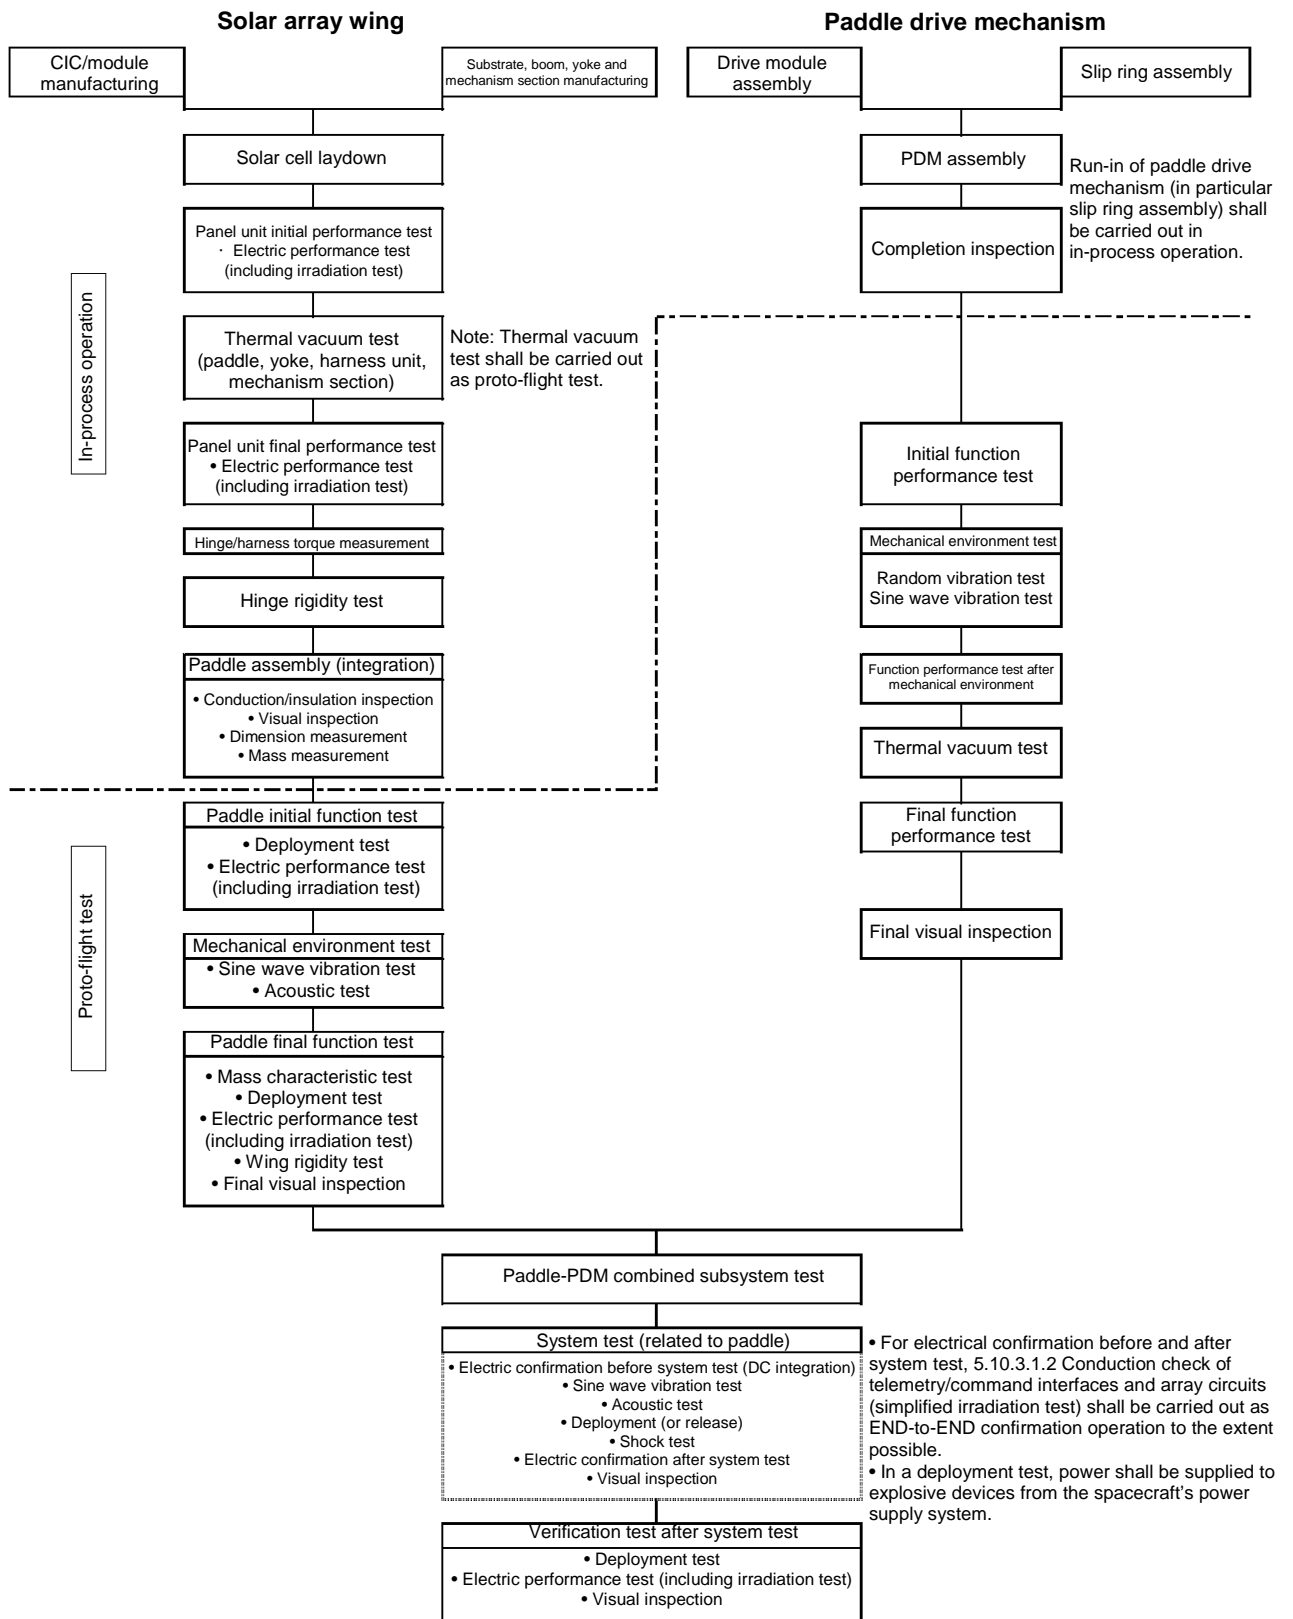 Solar array wing
Paddle drive mechanism
CIC/module
manufacturing
Substrate, boom, yoke and
mechanism section manufacturing
Drive module
assembly
Slip ring assembly
Solar cell laydown
PDM assembly
Run-in of paddle drive
mechanism (in particular
slip ring assembly) shall
be carried out in
in-process operation.
Panel unit initial performance test
· Electric performance test
(including irradiation test)
Completion inspection
In-process operation
Thermal vacuum test
(paddle, yoke, harness unit,
mechanism section)
Note: Thermal vacuum
test shall be carried out
as proto-flight test.
Panel unit final performance test
• Electric performance test
(including irradiation test)
Initial function
performance test
Hinge/harness torque measurement
Mechanical environment test
Random vibration test
Sine wave vibration test
Hinge rigidity test
Paddle assembly (integration)
• Conduction/insulation inspection
• Visual inspection
• Dimension measurement
• Mass measurement
Function performance test after
mechanical environment
Thermal vacuum test
Paddle initial function test
• Deployment test
• Electric performance test
(including irradiation test)
Final function
performance test
Proto-flight test
Mechanical environment test
• Sine wave vibration test
• Acoustic test
Final visual inspection
Paddle final function test
• Mass characteristic test
• Deployment test
• Electric performance test
(including irradiation test)
• Wing rigidity test
• Final visual inspection
Paddle-PDM combined subsystem test
System test (related to paddle)
• Electric confirmation before system test (DC integration)
• Sine wave vibration test
• Acoustic test
• Deployment (or release)
• Shock test
• Electric confirmation after system test
• Visual inspection
• For electrical confirmation before and after
system test, 5.10.3.1.2 Conduction check of
telemetry/command interfaces and array circuits
(simplified irradiation test) shall be carried out as
END-to-END confirmation operation to the extent
possible.
• In a deployment test, power shall be supplied to
explosive devices from the spacecraft's power
supply system.
Verification test after system test
• Deployment test
• Electric performance test (including irradiation test)
• Visual inspection